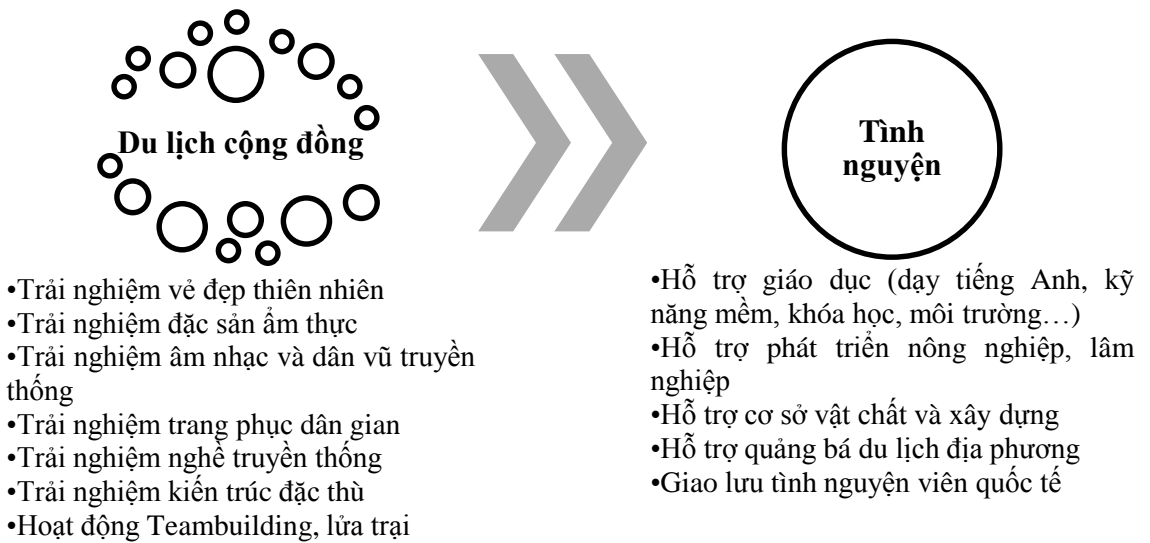 Du lịch cộng đồng
•Trải nghiệm vẻ đẹp thiên nhiên
•Trải nghiệm đặc sản ẩm thực
•Trải nghiệm âm nhạc và dân vũ truyền
thống
•Trải nghiệm trang phục dân gian
•Trải nghiệm nghề truyền thống
•Trải nghiệm kiến trúc đặc thù
•Hoạt động Teambuilding, lửa trại
Tình
nguyện
•Hỗ trợ giáo dục (dạy tiếng Anh, kỹ
năng mềm, khóa học, môi trường…)
•Hỗ trợ phát triển nông nghiệp, lâm
nghiệp
•Hỗ trợ cơ sở vật chất và xây dựng
•Hỗ trợ quảng bá du lịch địa phương
•Giao lưu tình nguyện viên quốc tế